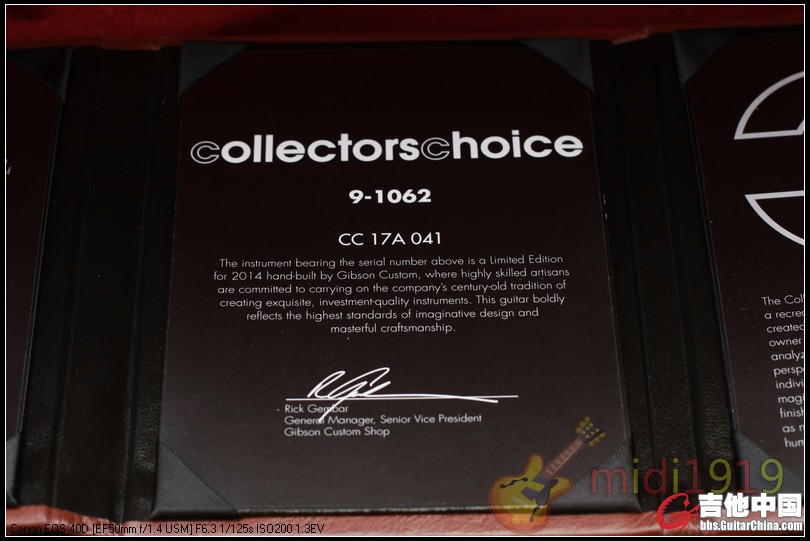 collectorschoice
9-1062
CC 17A 041
The instrument bearing the serial number above is a Limited Edition
for 2014 hand-built by Gibson Custom, where highly skilled artisans
are committed to carrying on the company's century-old tradition of
creating exquisite, investment-quality instruments. This guitar boldly
reflects the highest standards of imaginative design and
masterful craftsmanship.
Rick Gembar
General Manager, Senior Vice President
Gibson Custom Shop
The Coll
a recre
created
owner
analyz
persp
indivi
mag
finish
as n
hum
midi1919
吉他中国
bbs.GuitarChina.com
Canon EOS 40D [EF50mm f/1.4 USM] F6.3 1/125s ISO200 1.3EV